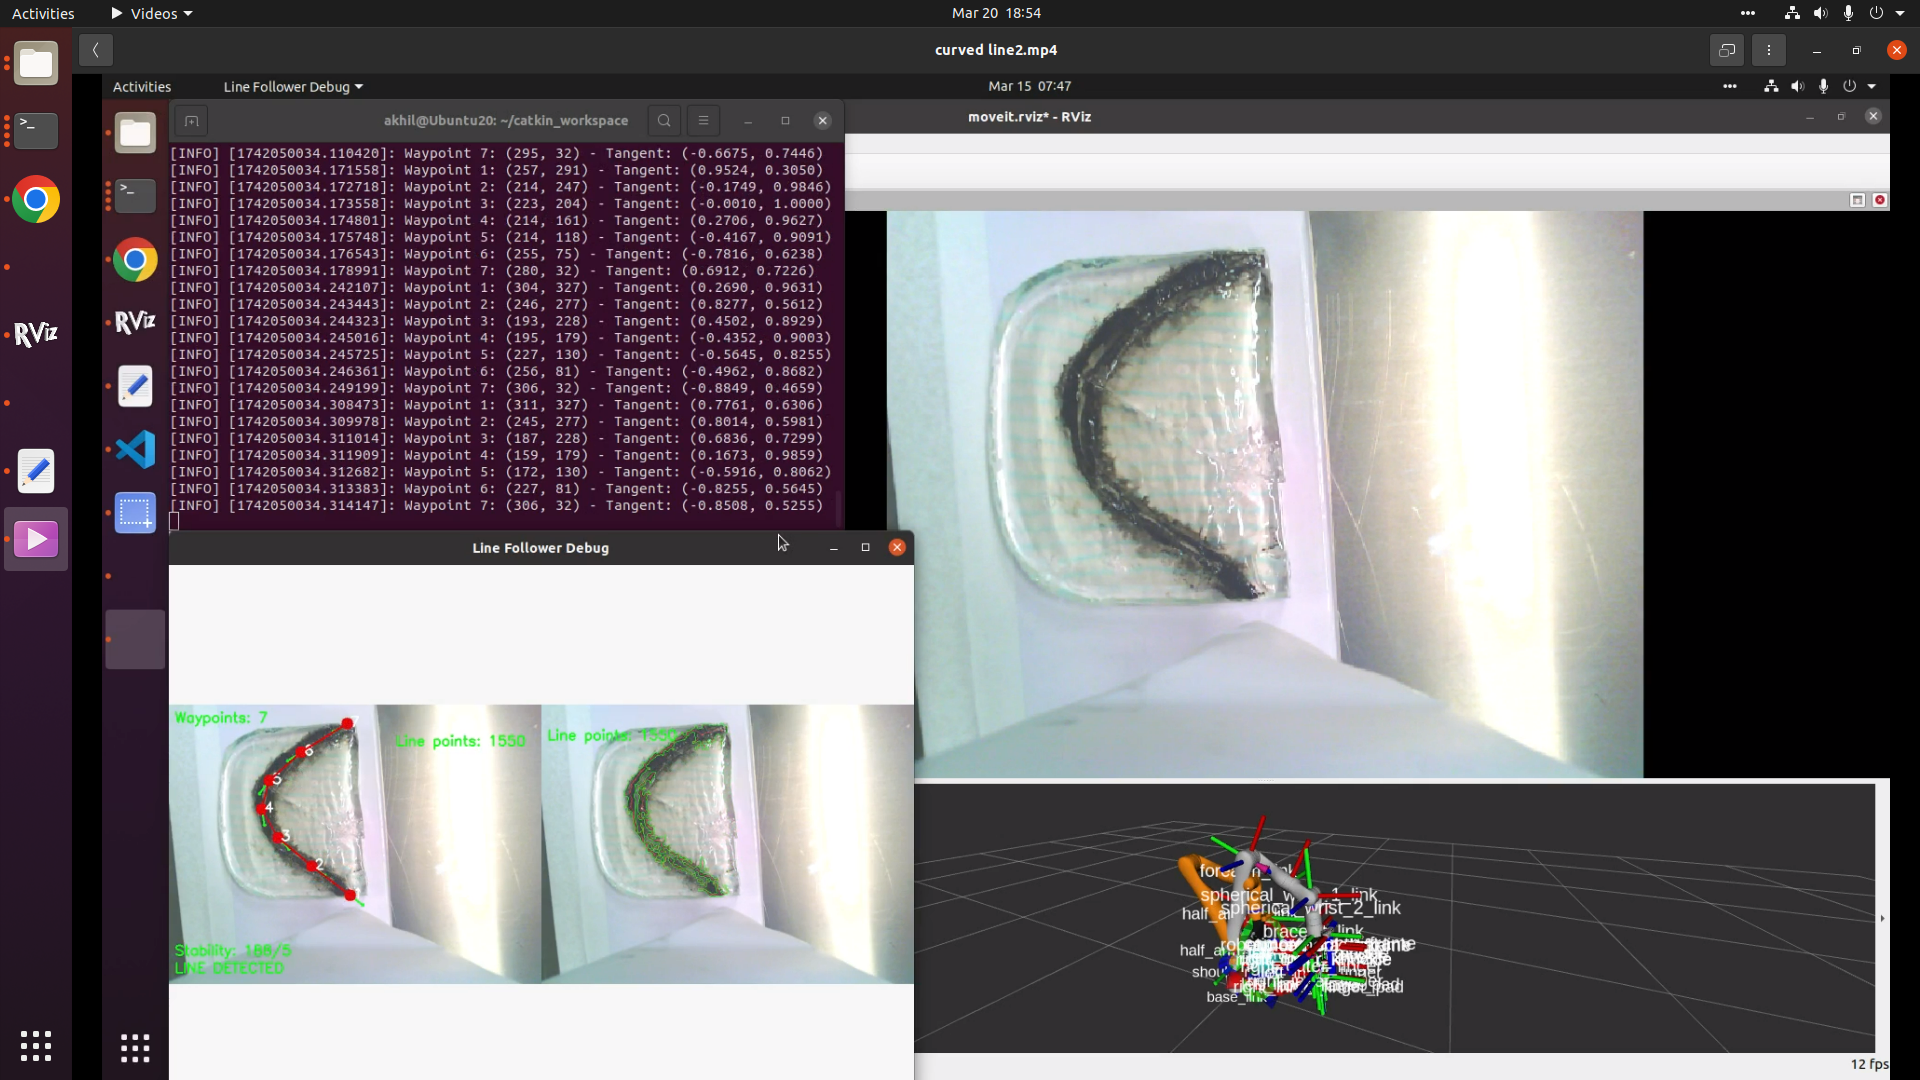 Activities
Videos
Mar 20 18:54
curved line2.mp4
Activities
Line Follower Debug
Mar 15 07:47
akhil@Ubuntu20: ~/catkin_workspace
moveit.rviz* - RViz
[INFO] [1742050034.110420]: Waypoint 7: (295, 32) - Tangent: (-0.6675, 0.7446)
[INFO] [1742050034.171558]: Waypoint 1: (257, 291) - Tangent: (0.9524, 0.3050)
[INFO] [1742050034.172718]: Waypoint 2: (214, 247) - Tangent: (-0.1749, 0.9846)
[INFO] [1742050034.173558]: Waypoint 3: (223, 204) - Tangent: (-0.0010, 1.0000)
[INFO] [1742050034.174801]: Waypoint 4: (214, 161) - Tangent: (0.2706, 0.9627)
[INFO] [1742050034.175748]: Waypoint 5: (214, 118) - Tangent: (-0.4167, 0.9091)
[INFO] [1742050034.176543]: Waypoint 6: (255, 75) - Tangent: (-0.7816, 0.6238)
[INFO] [1742050034.178991]: Waypoint 7: (280, 32) - Tangent: (0.6912, 0.7226)
[INFO] [1742050034.242107]: Waypoint 1: (304, 327) - Tangent: (0.2690, 0.9631)
[INFO] [1742050034.243443]: Waypoint 2: (246, 277) - Tangent: (0.8277, 0.5612)
[INFO] [1742050034.244323]: Waypoint 3: (193, 228) - Tangent: (0.4502, 0.8929)
[INFO] [1742050034.245016]: Waypoint 4: (195, 179) - Tangent: (-0.4352, 0.9003)
[INFO] [1742050034.245725]: Waypoint 5: (227, 130) - Tangent: (-0.5645, 0.8255)
[INFO] [1742050034.246361]: Waypoint 6: (256, 81) - Tangent: (-0.4962, 0.8682)
[INFO] [1742050034.249199]: Waypoint 7: (306, 32) - Tangent: (-0.8849, 0.4659)
[INFO] [1742050034.308473]: Waypoint 1: (311, 327) - Tangent: (0.7761, 0.6306)
[INFO] [1742050034.309978]: Waypoint 2: (245, 277) - Tangent: (0.8014, 0.5981)
[INFO] [1742050034.311014]: Waypoint 3: (187, 228) - Tangent: (0.6836, 0.7299)
[INFO] [1742050034.311909]: Waypoint 4: (159, 179) - Tangent: (0.1673, 0.9859)
[INFO] [1742050034.312682]: Waypoint 5: (172, 130) - Tangent: (-0.5916, 0.8062)
[INFO] [1742050034.313383]: Waypoint 6: (227, 81) - Tangent: (-0.8255, 0.5645)
[INFO] [1742050034.314147]: Waypoint 7: (306, 32) - Tangent: (-0.8508, 0.5255)
RViz
RViz
Line Follower Debug
Waypoints: 7
Line points: 1550
Line points: 1550
6
5
4
3
2
Stability: 188/5
LINE DETECTED
spherical
1_link
spherical
wrist_2_link
base_link
12 fps